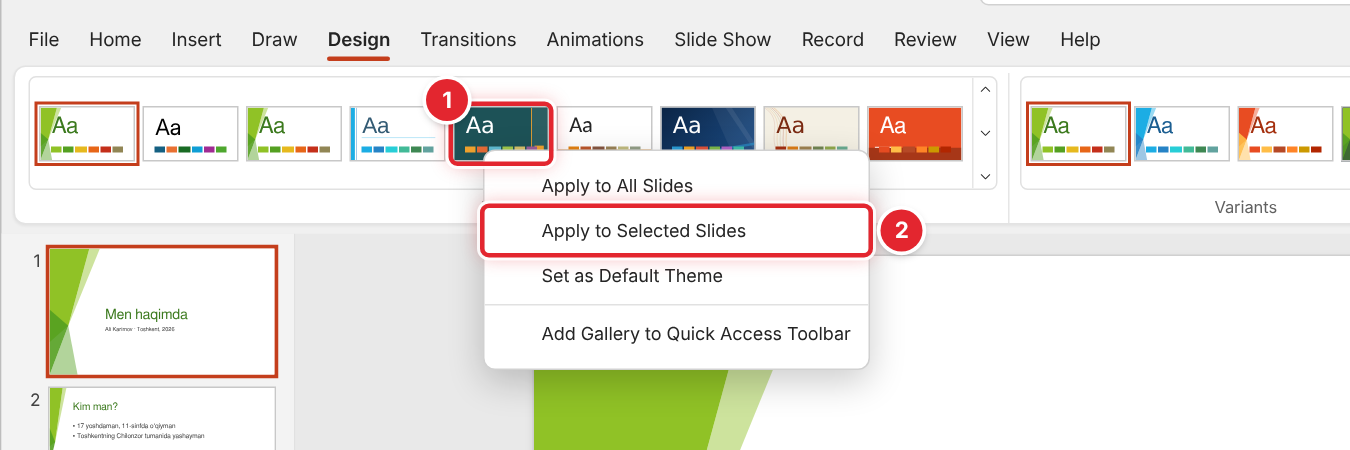 File Home Insert Draw Design Transitions Animations Slide Show Record Review View Help
1
Aa Aa Aa Aa Aa Aa Aa Aa Aa Aa Aa Aa
Apply to All Slides
Apply to Selected Slides
2
Set as Default Theme
Add Gallery to Quick Access Toolbar
Variants
1
Men haqimda
Ali Karimov · Toshkent, 2026
2
Kim man?
• 17 yoshdaman, 11-sinfda o'qiyman
• Toshkentning Chilonzor tumanida yashayman